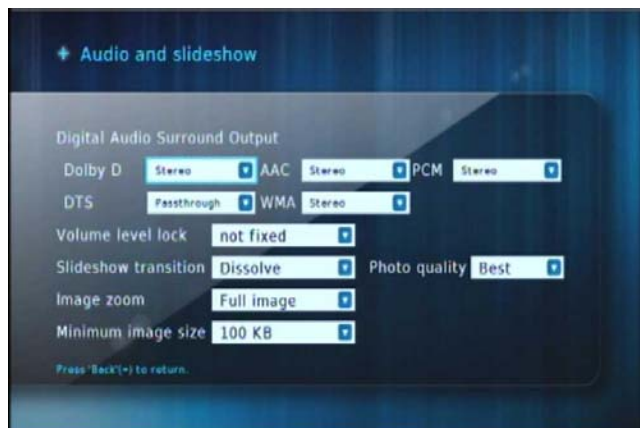 Audio and slideshow
Digital Audio Surround Output
Dolby D Stereo AAC Stereo PCM Stereo
DTS Passthrough WMA Stereo
Volume level lock not fixed
Slideshow transition Dissolve Photo quality Best
Image zoom Full image
Minimum image size 100 KB
Press 'Back'(←) to return.